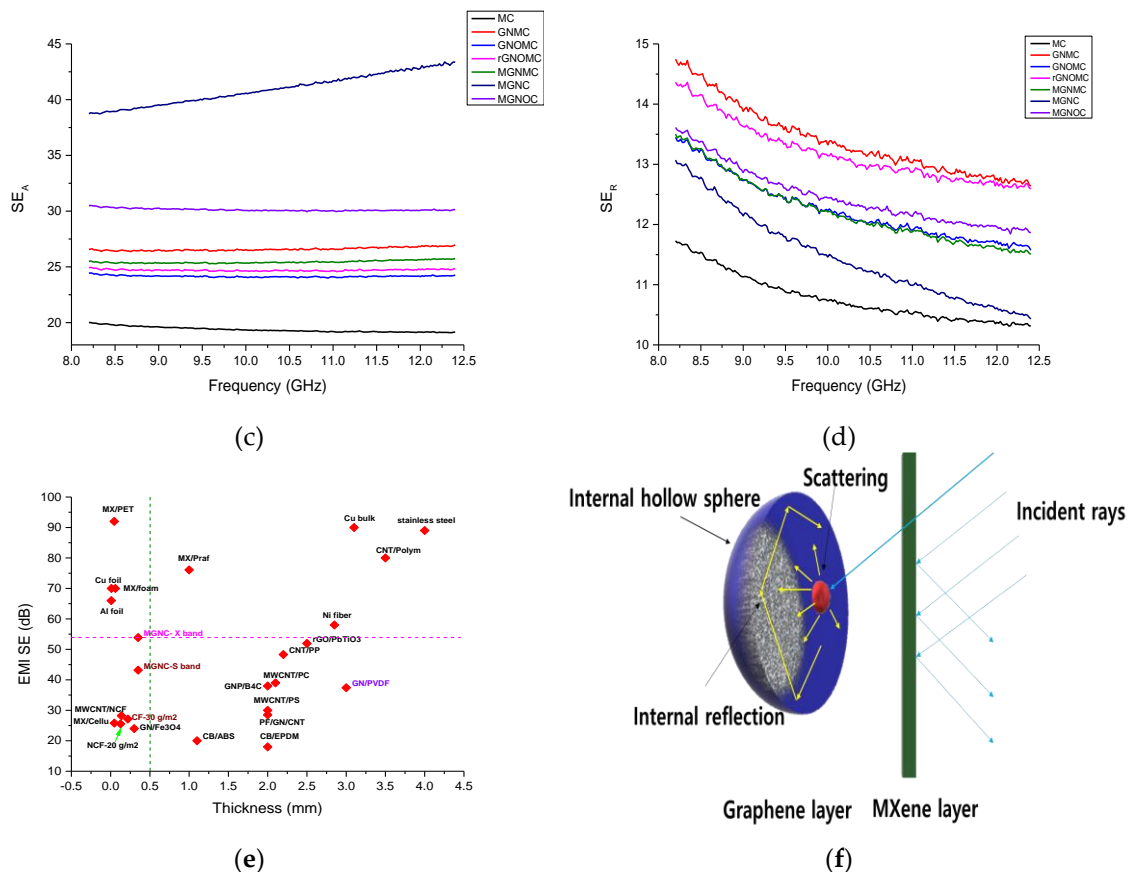 MC
GNMC
GNOMC
rGNOMC
MGNMC
MGNC
MGNOC
45
40
35
30
25
20
SE_A
8.0 8.5 9.0 9.5 10.0 10.5 11.0 11.5 12.0 12.5
Frequency (GHz)
(c)
MC
GNMC
GNOMC
rGNOMC
MGNMC
MGNC
MGNOC
15
14
13
12
11
10
SE_R
8.0 8.5 9.0 9.5 10.0 10.5 11.0 11.5 12.0 12.5
Frequency (GHz)
(d)
100
90
80
70
60
50
40
30
20
10
EMI SE (dB)
MX/PET
Cu bulk
stainless steel
MX/Praf
CNT/Polym
Cu foil
MX/foam
Al foil
Ni fiber
MGNC- X band
rGO/PbTiO3
CNT/PP
MGNC-S band
MWCNT/PC
GNP/B4C
GN/PVDF
MWCNT/PS
MWCNT/NCF
CF-30 g/m2
PF/GN/CNT
MX/Cellu
GN/Fe3O4
NCF-20 g/m2
CB/ABS
CB/EPDM
-0.5 0.0 0.5 1.0 1.5 2.0 2.5 3.0 3.5 4.0 4.5
Thickness (mm)
(e)
Scattering
Internal hollow sphere
Incident rays
Internal reflection
Graphene layer
MXene layer
(f)